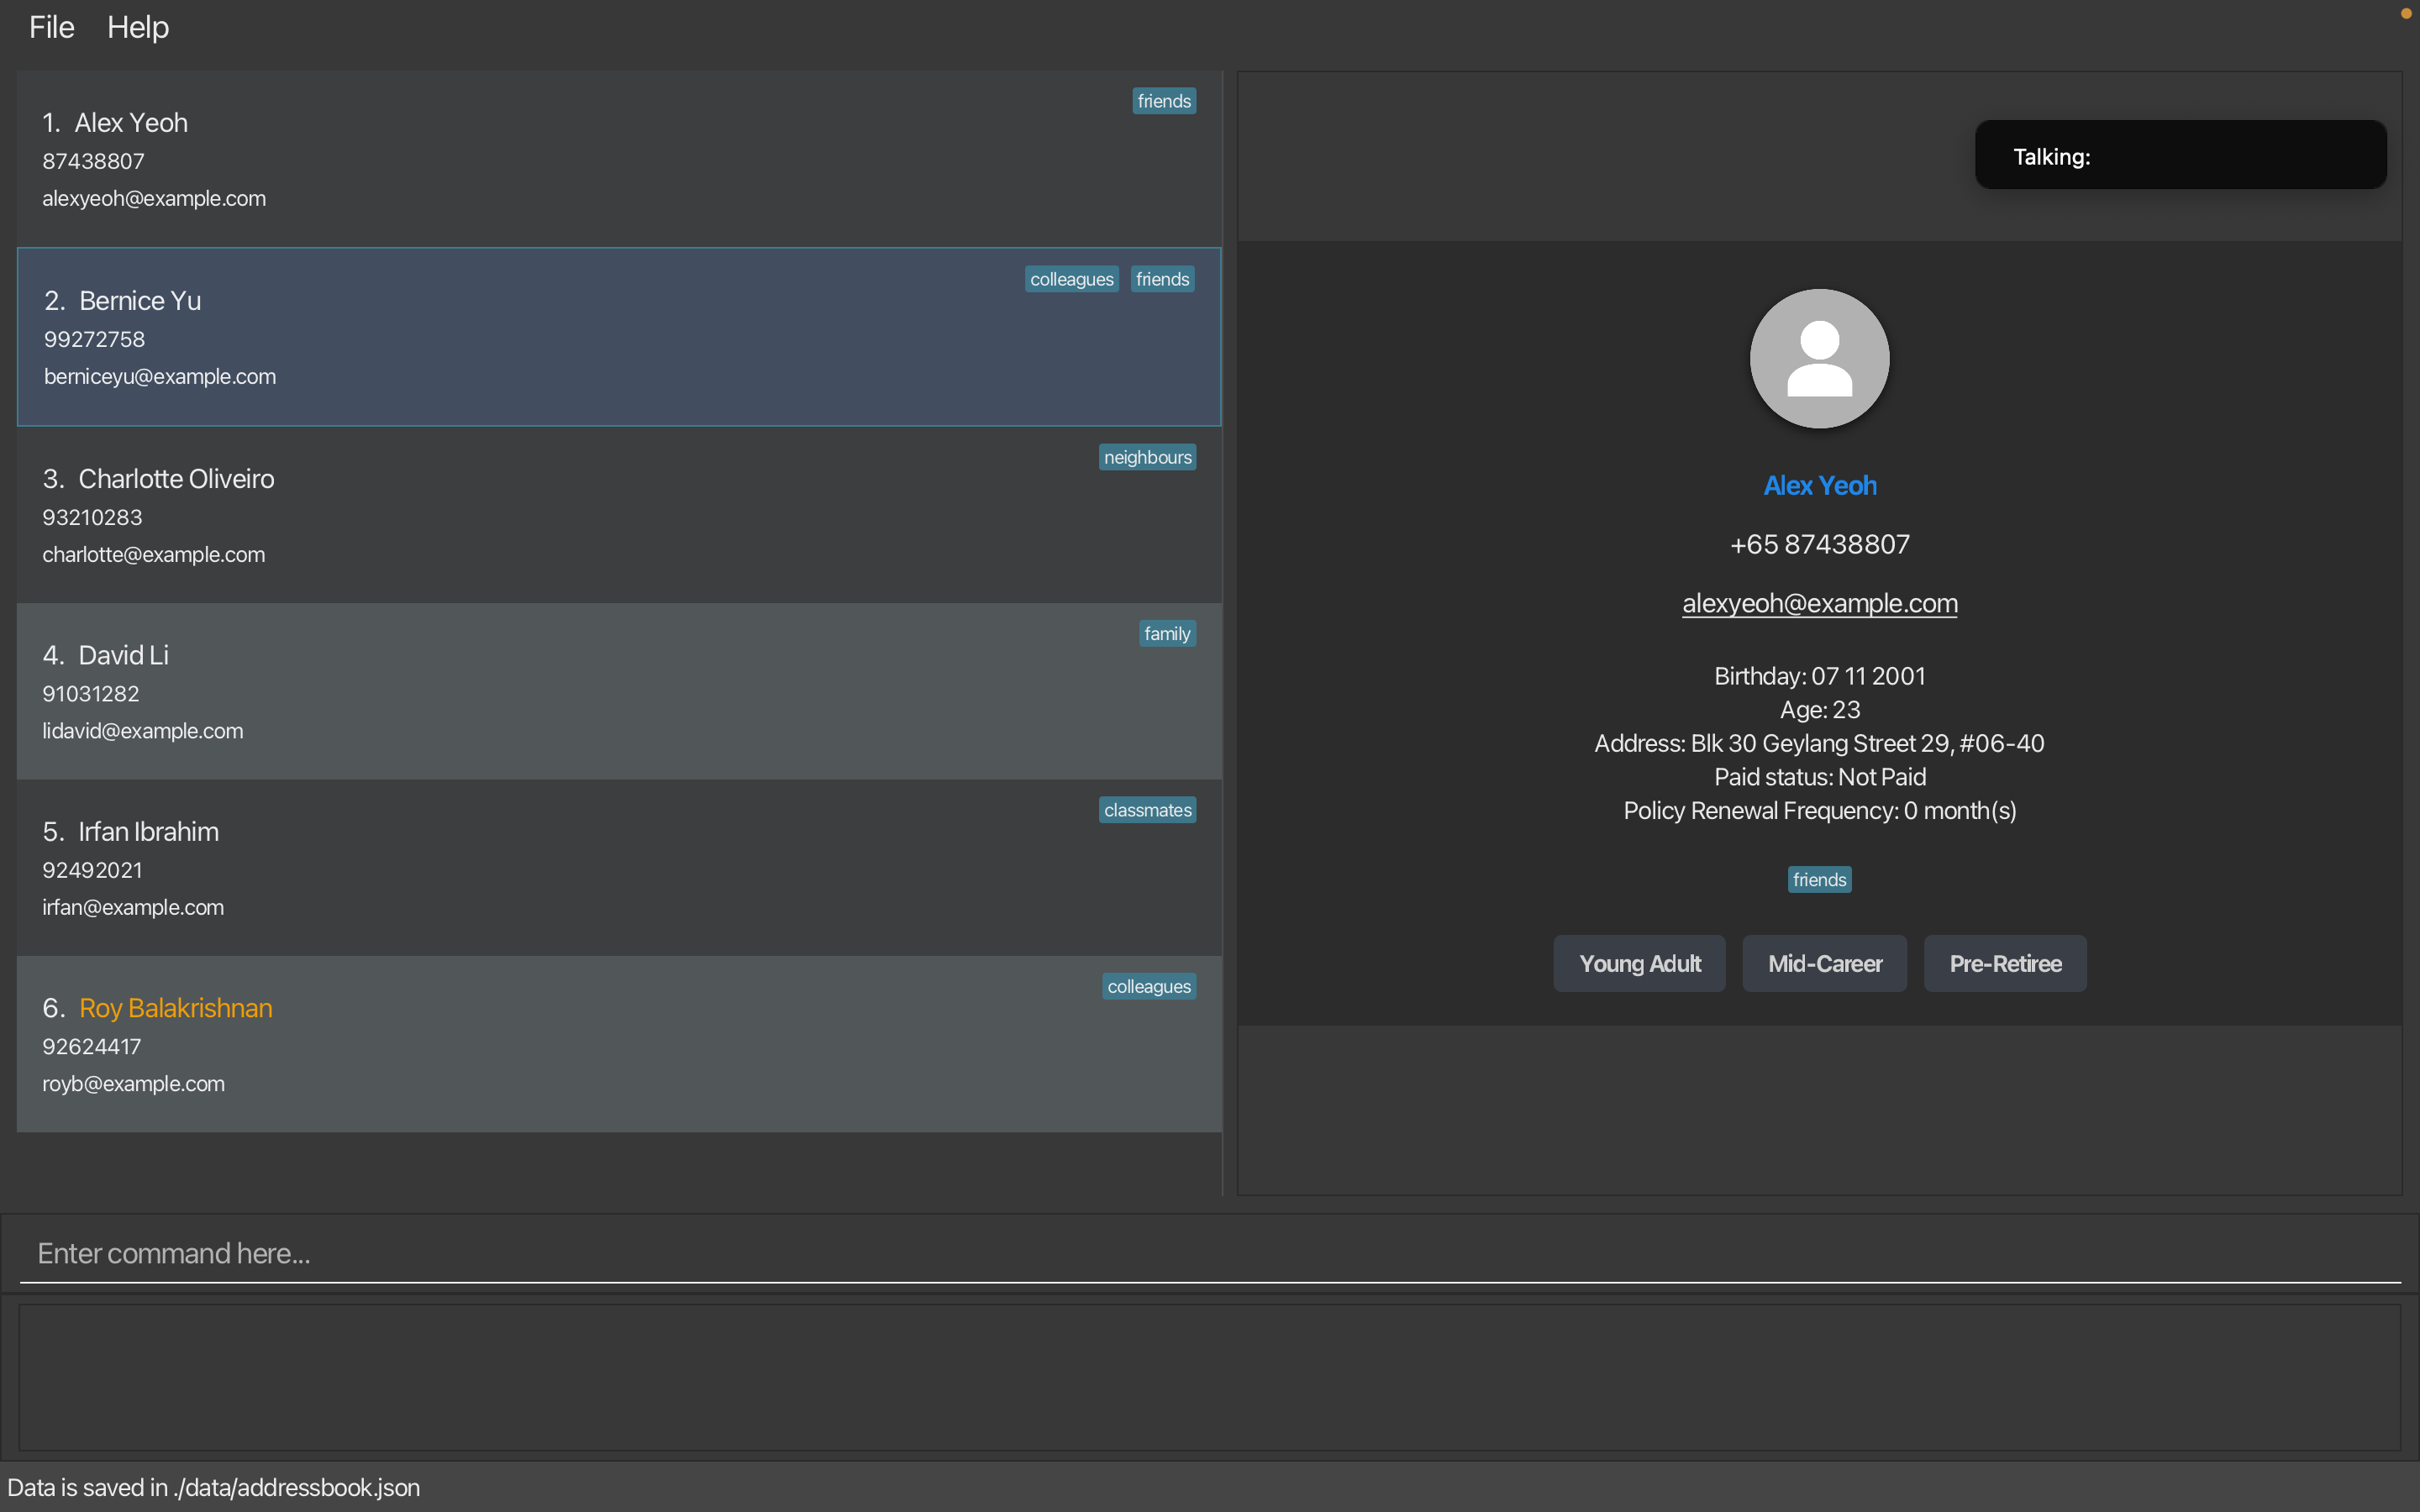 File Help
1. Alex Yeoh
friends
87438807
alexyeoh@example.com
2. Bernice Yu
colleagues friends
99272758
berniceyu@example.com
3. Charlotte Oliveiro
neighbours
93210283
charlotte@example.com
4. David Li
family
91031282
lidavid@example.com
5. Irfan Ibrahim
classmates
92492021
irfan@example.com
6. Roy Balakrishnan
colleagues
92624417
royb@example.com
Talking:
Alex Yeoh
+65 87438807
alexyeoh@example.com
Birthday: 07 11 2001
Age: 23
Address: Blk 30 Geylang Street 29, #06-40
Paid status: Not Paid
Policy Renewal Frequency: 0 month(s)
friends
Young Adult Mid-Career Pre-Retiree
Enter command here...
Data is saved in ./data/addressbook.json